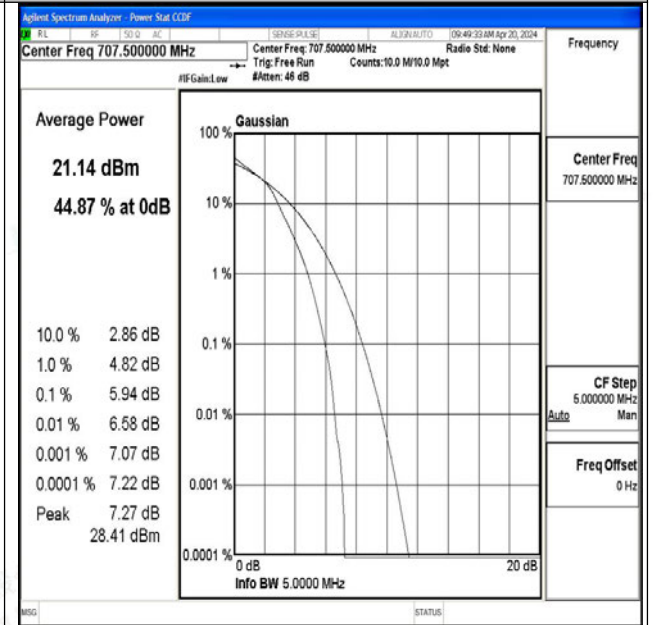 Agilent Spectrum Analyzer - Power Stat CCDF
RL RF 50 Ω AC SENSE:PULSE ALIGN AUTO 09:49:33 AM Apr 20, 2024
Center Freq 707.500000 MHz
Center Freq: 707.500000 MHz Radio Std: None
Trig: Free Run Counts:10.0 M/10.0 Mpt
#IFGain:Low #Atten: 46 dB
Frequency
Average Power
21.14 dBm
44.87 % at 0dB
10.0 % 2.86 dB
1.0 % 4.82 dB
0.1 % 5.94 dB
0.01 % 6.58 dB
0.001 % 7.07 dB
0.0001 % 7.22 dB
Peak 7.27 dB
28.41 dBm
Gaussian
100 %
10 %
1 %
0.1 %
0.01 %
0.001 %
0.0001 %
0 dB 20 dB
Info BW 5.0000 MHz
Center Freq
707.500000 MHz
CF Step
5.000000 MHz
Auto Man
Freq Offset
0 Hz
MSG STATUS